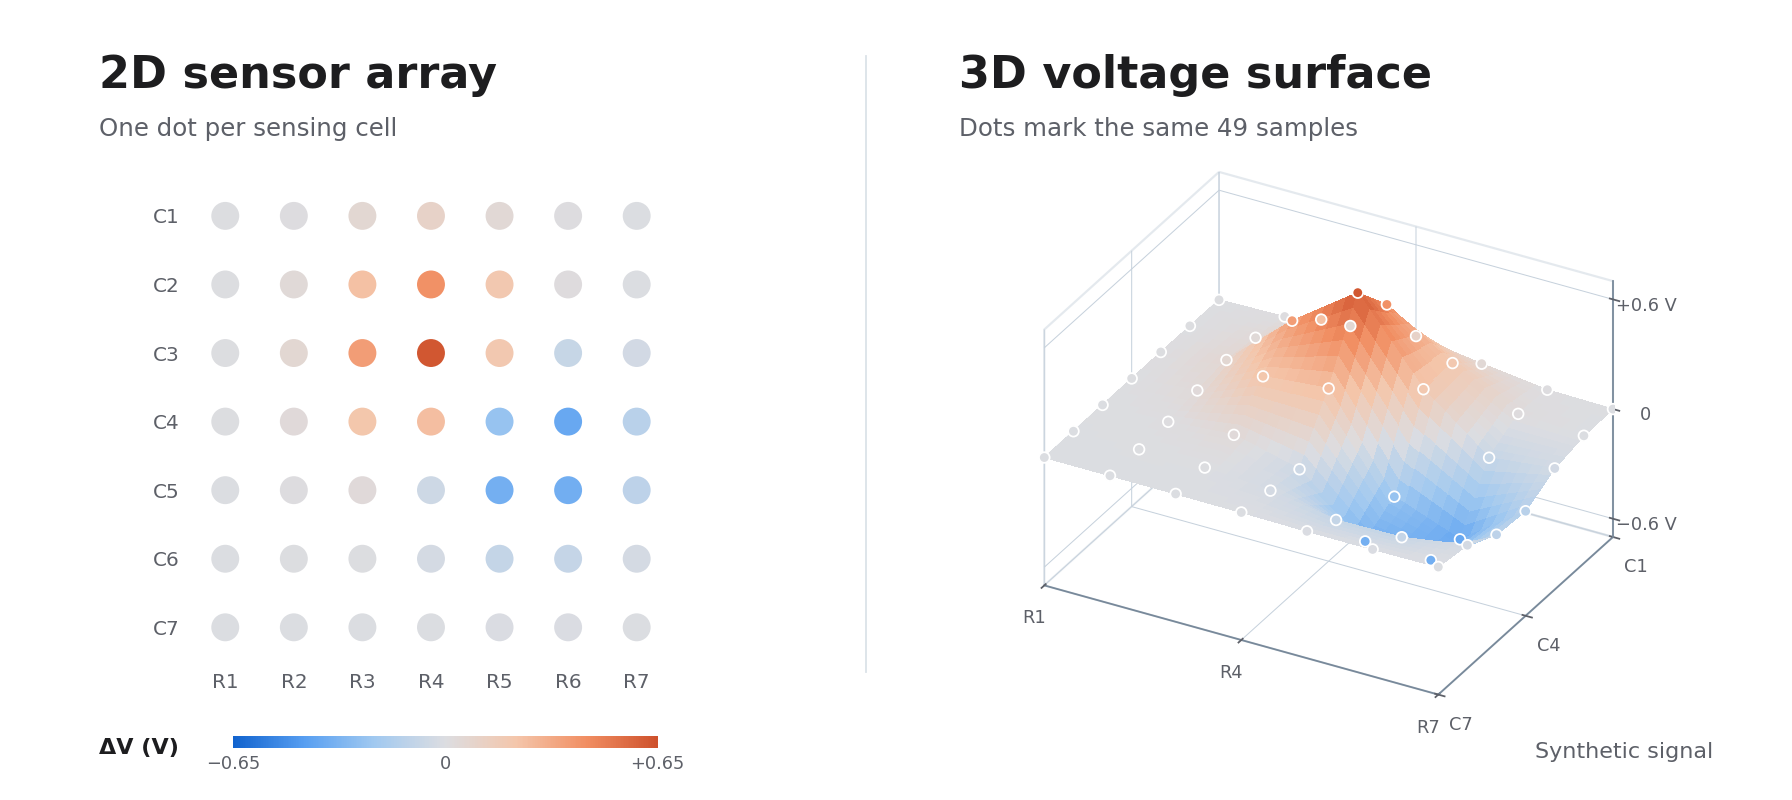 2D sensor array
One dot per sensing cell
C1
C2
C3
C4
C5
C6
C7
R1 R2 R3 R4 R5 R6 R7
ΔV (V)
−0.65 0 +0.65
3D voltage surface
Dots mark the same 49 samples
+0.6 V
0
−0.6 V
C1
R1
C4
R4
R7 C7
Synthetic signal